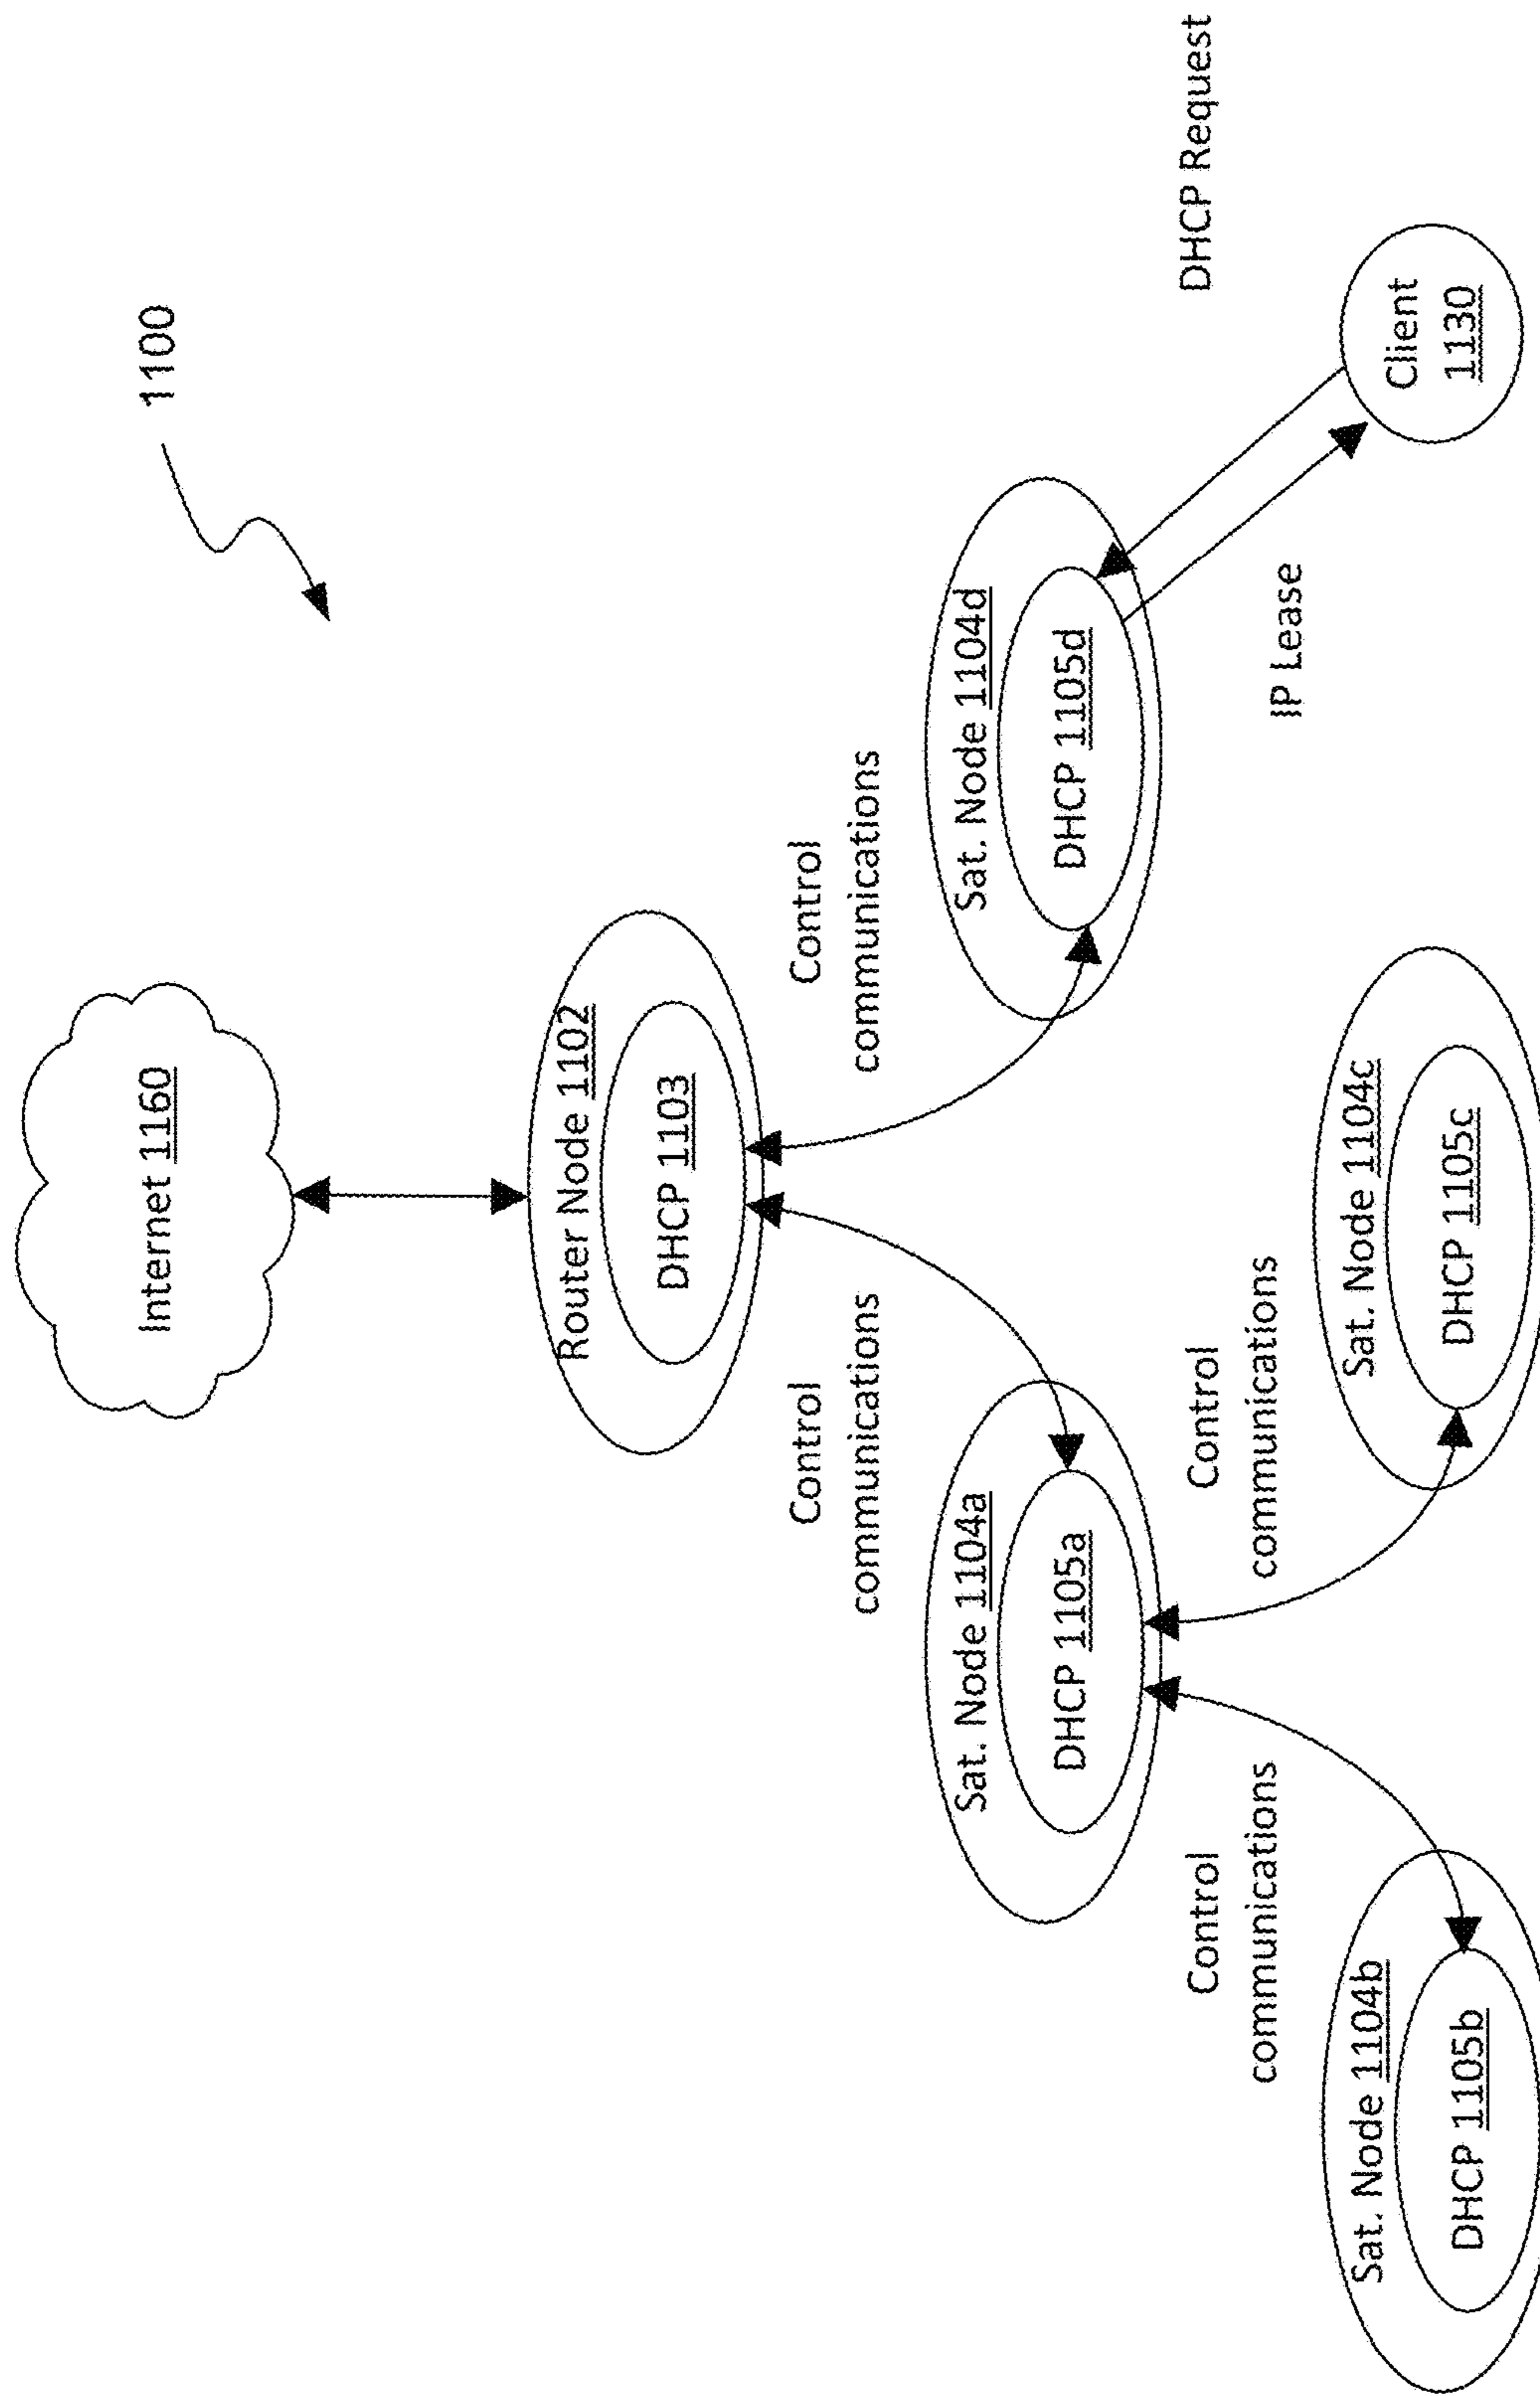 1100
Internet 1160
Router Node 1102
DHCP 1103
Control
communications
Control
communications
Sat. Node 1104a
DHCP 1105a
Sat. Node 1104d
DHCP 1105d
DHCP Request
IP Lease
Control
communications
Control
communications
Sat. Node 1104b
DHCP 1105b
Sat. Node 1104c
DHCP 1105c
Client
1130